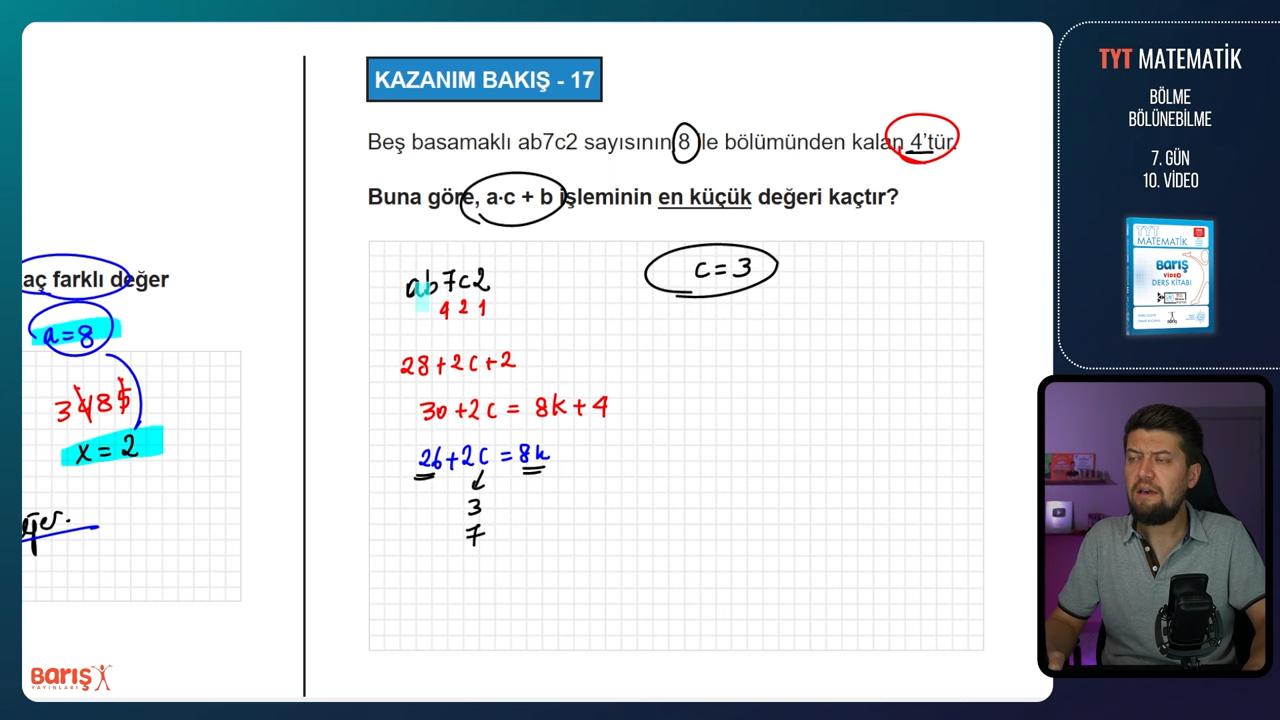 KAZANIM BAKIŞ - 17
Beş basamaklı ab7c2 sayısının 8 le bölümünden kalan 4'tür.
Buna göre, a·c + b işleminin en küçük değeri kaçtır?
ab7c2
4 2 1
28+2c+2
30+2c = 8k+4
26+2c = 8k
3
7
c=3
aç farklı değer
a=8
x=2
BARIŞ
YAYINLARI
TYT MATEMATİK
BÖLME
BÖLÜNEBİLME
7. GÜN
10. VİDEO
TYT
MATEMATİK
BARIŞ
VİDEO
DERS KİTABI